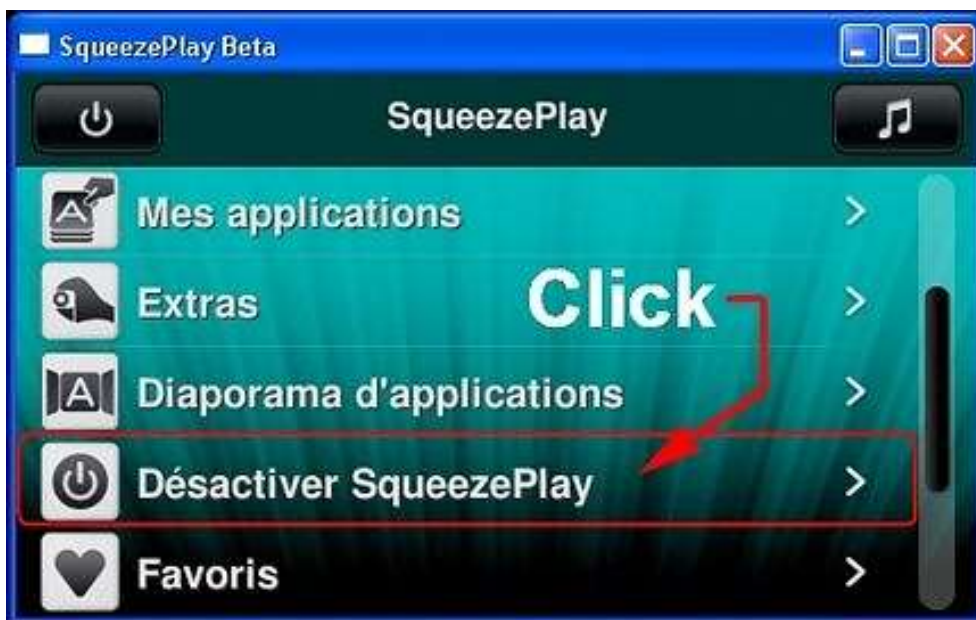 SqueezePlay Beta
SqueezePlay
Mes applications
Extras
Click
Diaporama d'applications
Désactiver SqueezePlay
Favoris